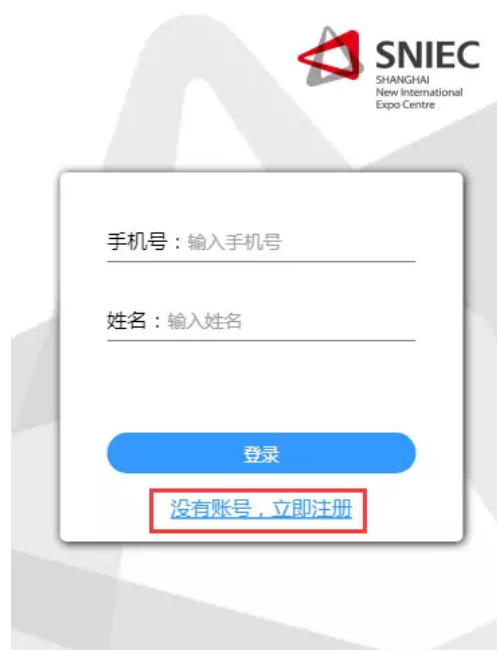 SNIEC
SHANGHAI
New International
Expo Centre
手机号：输入手机号
姓名：输入姓名
登录
没有账号，立即注册